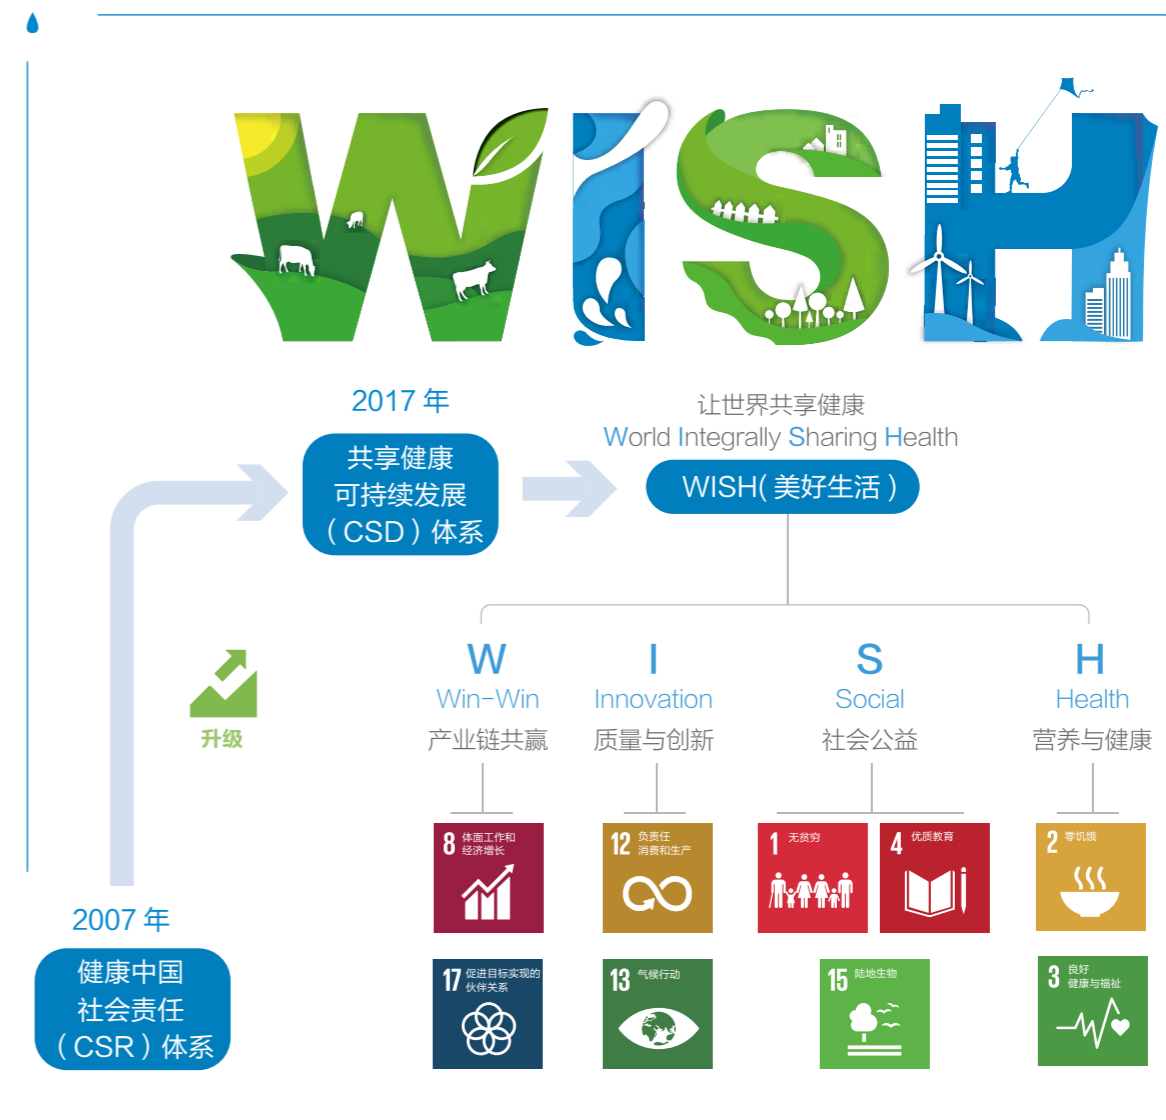 WISH
2017 年
共享健康
可持续发展
（CSD）体系
让世界共享健康
World Integrally Sharing Health
WISH( 美好生活 )
升级
2007 年
健康中国
社会责任
（CSR）体系
W
Win-Win
产业链共赢
I
Innovation
质量与创新
S
Social
社会公益
H
Health
营养与健康
8 体面工作和
经济增长
17 促进目标实现的
伙伴关系
12 负责任
消费和生产
13 气候行动
1 无贫穷
4 优质教育
15 陆地生物
2 零饥饿
3 良好
健康与福祉